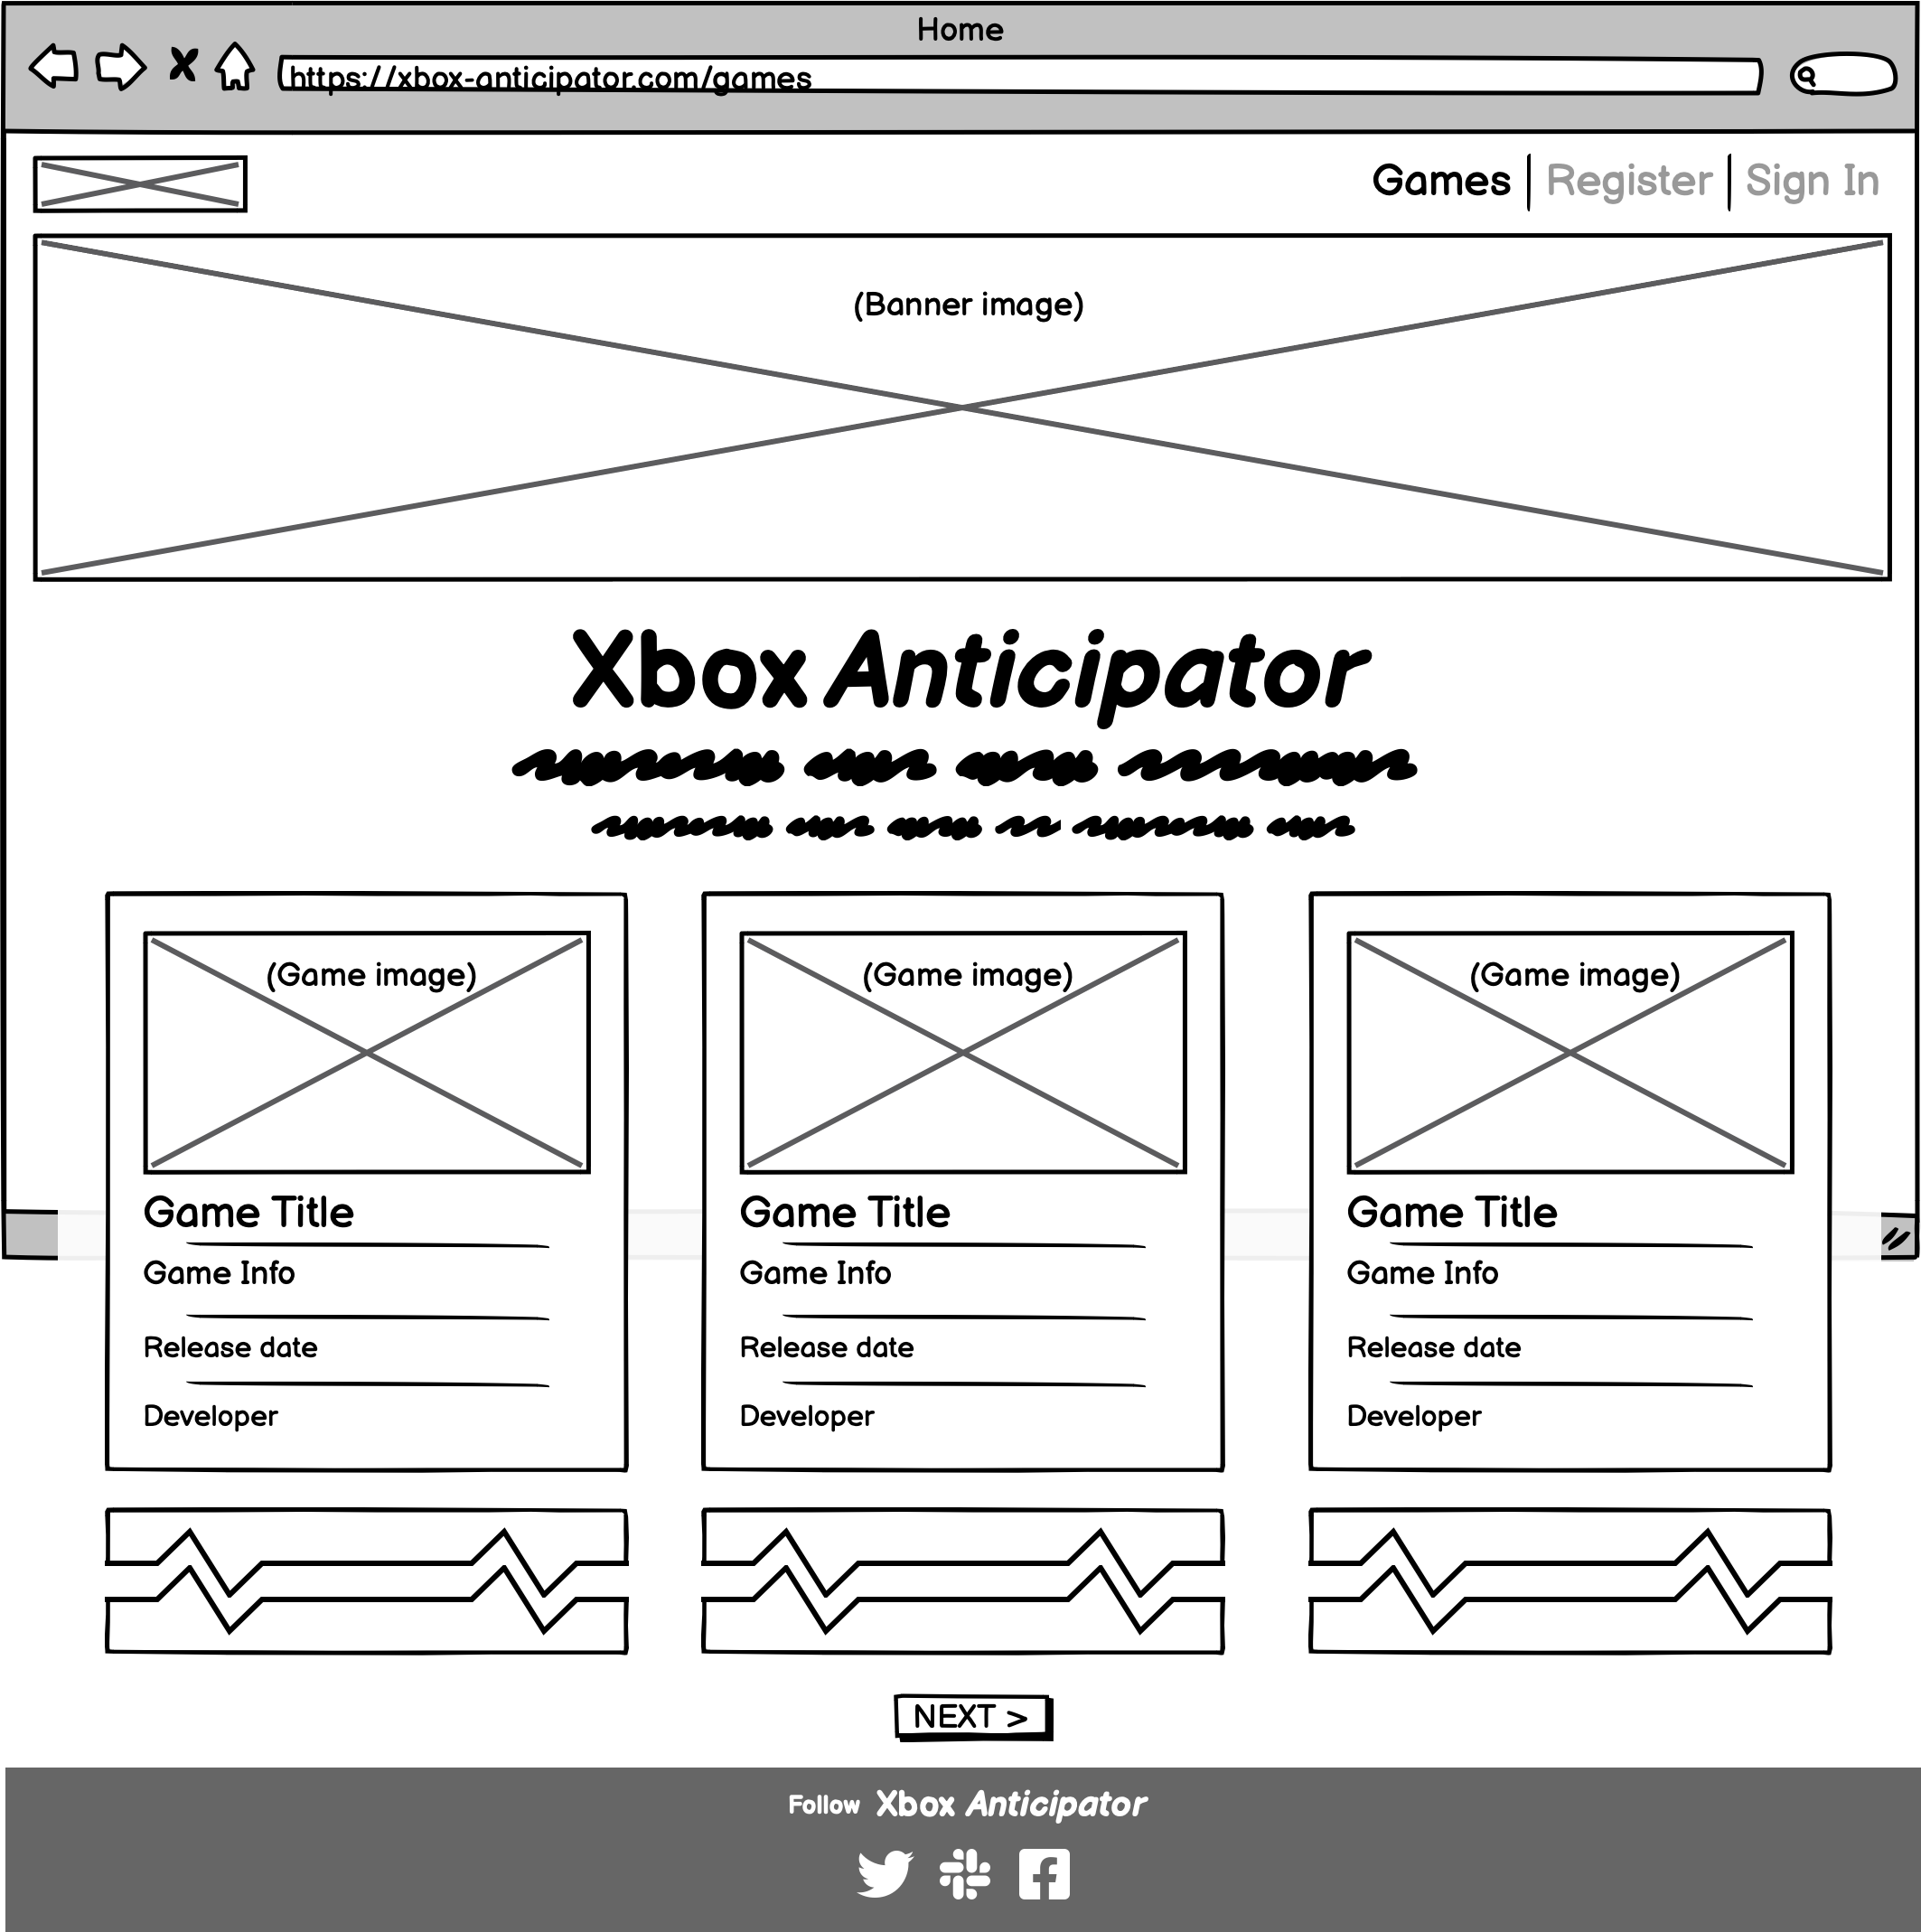 Home
https://xbox-anticipator.com/games
Games Register Sign In
(Banner image)
Xbox Anticipator
(Game image) (Game image) (Game image)
Game Title Game Title Game Title
Game Info Game Info Game Info
Release date Release date Release date
Developer Developer Developer
NEXT >
Follow Xbox Anticipator